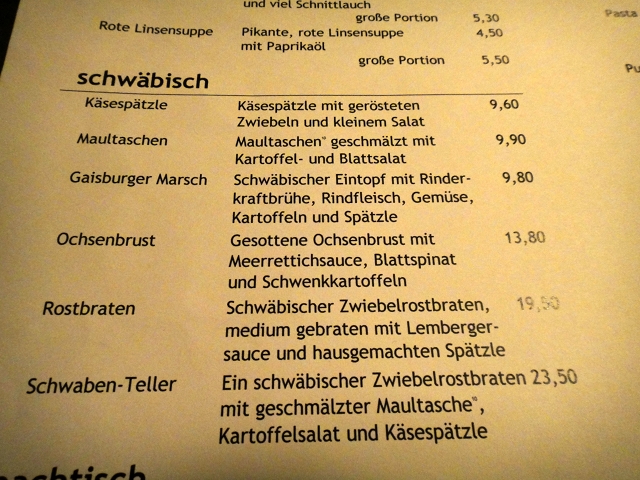 und viel Schnittlauch
große Portion 5,30
Rote Linsensuppe Pikante, rote Linsensuppe 4,50
mit Paprikaöl
große Portion 5,50
schwäbisch
Käsespätzle Käsespätzle mit gerösteten 9,60
Zwiebeln und kleinem Salat
Maultaschen Maultaschen" geschmälzt mit 9,90
Kartoffel- und Blattsalat
Gaisburger Marsch Schwäbischer Eintopf mit Rinder- 9,80
kraftbrühe, Rindfleisch, Gemüse,
Kartoffeln und Spätzle
Ochsenbrust Gesottene Ochsenbrust mit 13,80
Meerrettichsauce, Blattspinat
und Schwenkkartoffeln
Rostbraten Schwäbischer Zwiebelrostbraten, 19,50
medium gebraten mit Lemberger-
sauce und hausgemachten Spätzle
Schwaben-Teller Ein schwäbischer Zwiebelrostbraten 23,50
mit geschmälzter Maultasche",
Kartoffelsalat und Käsespätzle
Pasta